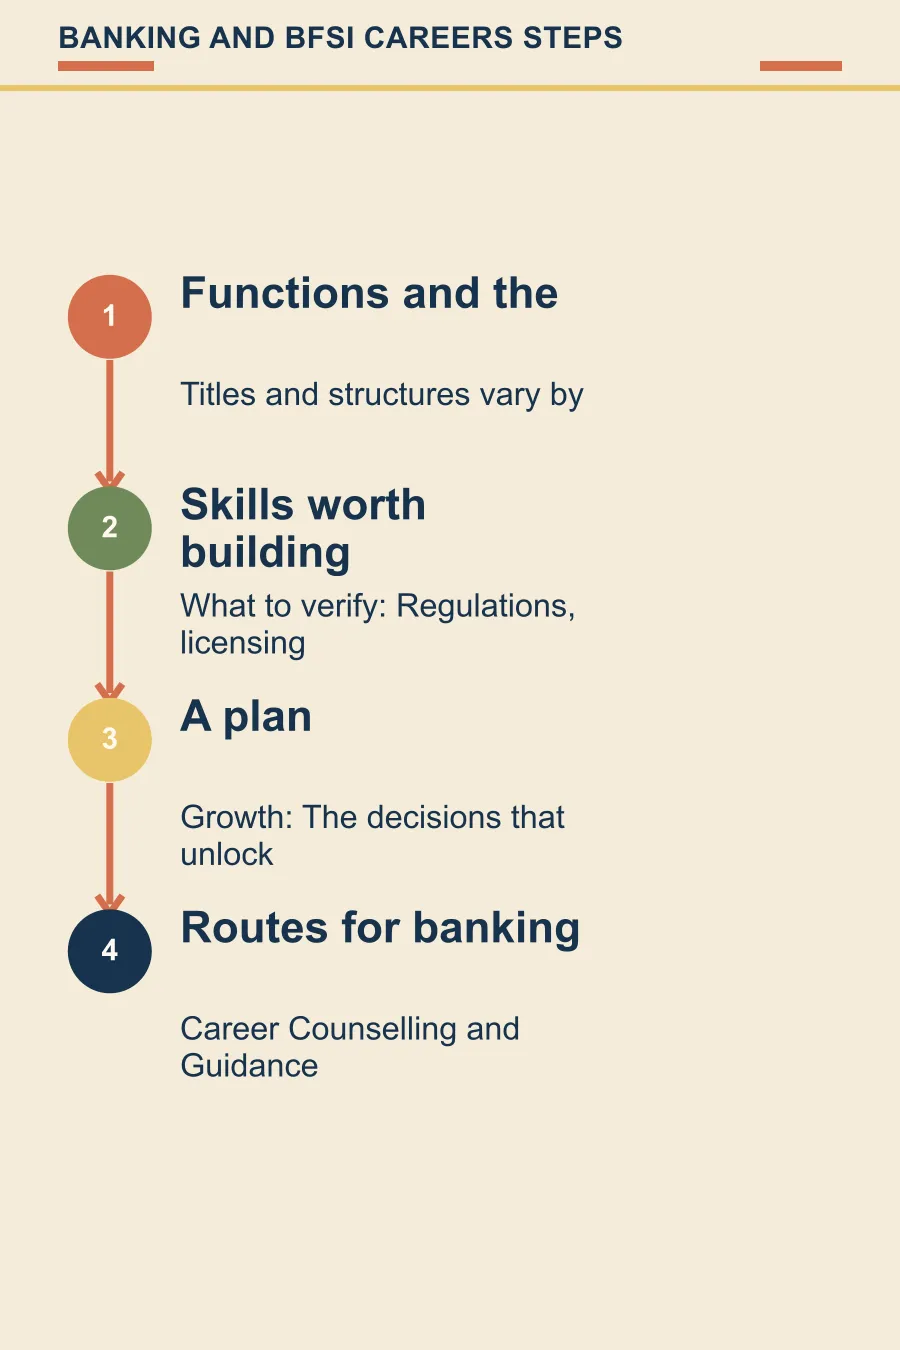 BANKING AND BFSI CAREERS STEPS
1
Functions and the
Titles and structures vary by
2
Skills worth
building
What to verify: Regulations,
licensing
3
A plan
Growth: The decisions that
unlock
4
Routes for banking
Career Counselling and
Guidance